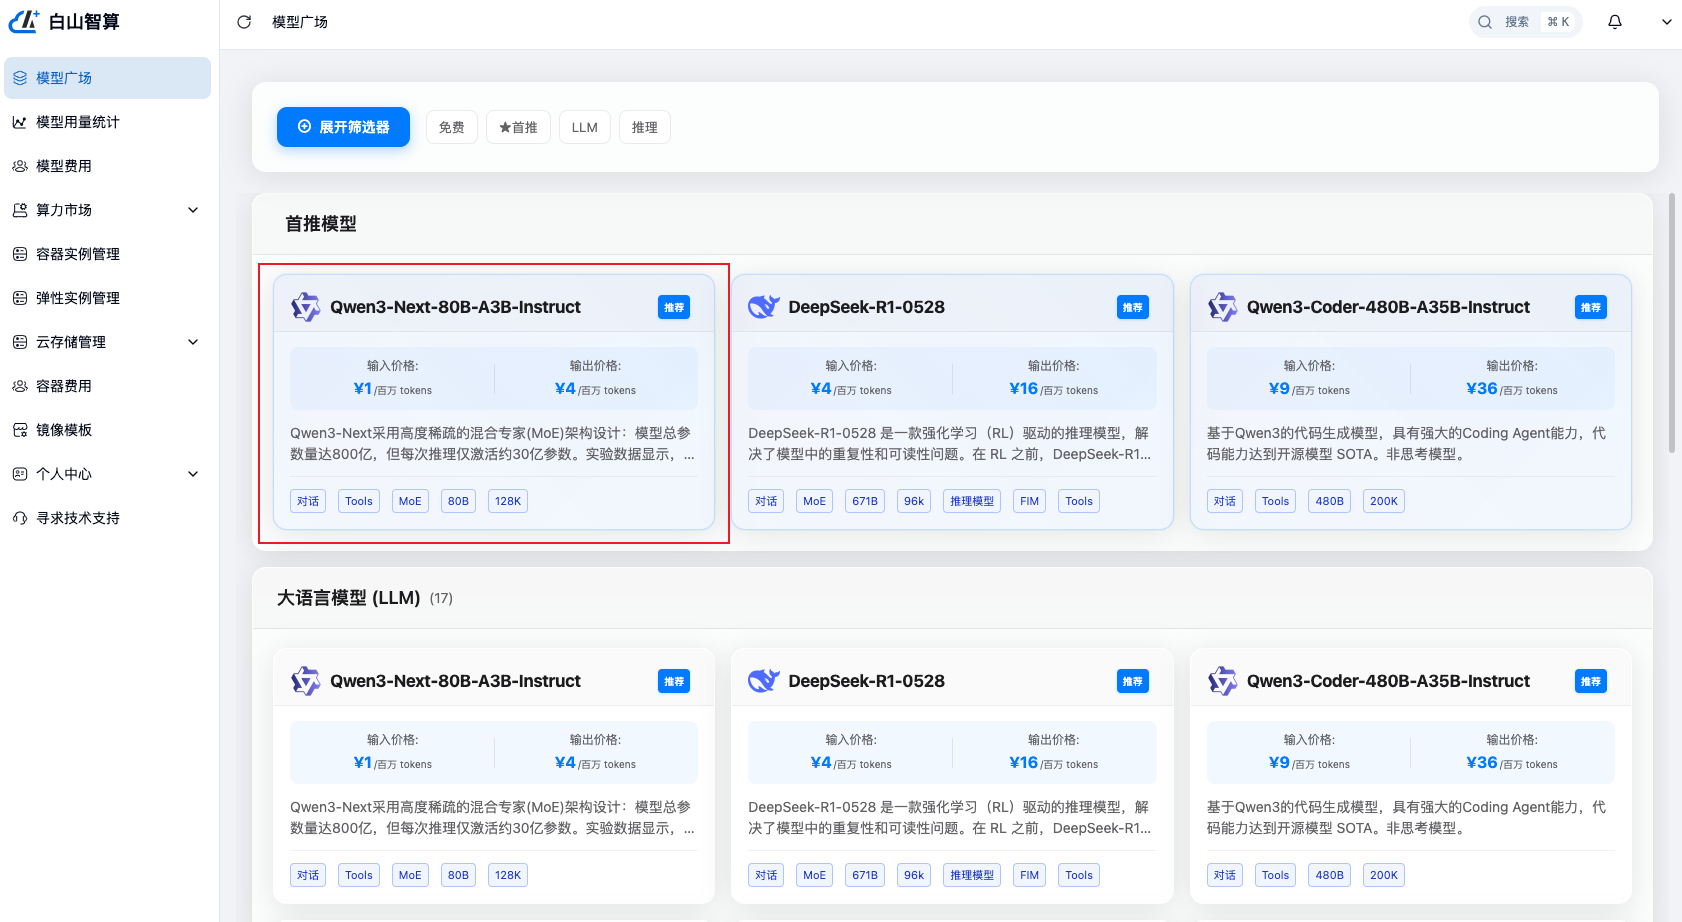 白山智算
模型广场
模型用量统计
模型费用
算力市场
容器实例管理
弹性实例管理
云存储管理
容器费用
镜像模板
个人中心
寻求技术支持
模型广场
搜索 ⌘ K
展开筛选器 免费 ★首推 LLM 推理
首推模型
Qwen3-Next-80B-A3B-Instruct 推荐
输入价格: 输出价格:
¥1/百万 tokens ¥4/百万 tokens
Qwen3-Next采用高度稀疏的混合专家(MoE)架构设计：模型总参
数量达800亿，但每次推理仅激活约30亿参数。实验数据显示，...
对话 Tools MoE 80B 128K
DeepSeek-R1-0528 推荐
输入价格: 输出价格:
¥4/百万 tokens ¥16/百万 tokens
DeepSeek-R1-0528 是一款强化学习（RL）驱动的推理模型，解
决了模型中的重复性和可读性问题。在 RL 之前，DeepSeek-R1...
对话 MoE 671B 96k 推理模型 FIM Tools
Qwen3-Coder-480B-A35B-Instruct 推荐
输入价格: 输出价格:
¥9/百万 tokens ¥36/百万 tokens
基于Qwen3的代码生成模型，具有强大的Coding Agent能力，代
码能力达到开源模型 SOTA。非思考模型。
对话 Tools 480B 200K
大语言模型 (LLM) (17)
Qwen3-Next-80B-A3B-Instruct 推荐
输入价格: 输出价格:
¥1/百万 tokens ¥4/百万 tokens
Qwen3-Next采用高度稀疏的混合专家(MoE)架构设计：模型总参
数量达800亿，但每次推理仅激活约30亿参数。实验数据显示，...
对话 Tools MoE 80B 128K
DeepSeek-R1-0528 推荐
输入价格: 输出价格:
¥4/百万 tokens ¥16/百万 tokens
DeepSeek-R1-0528 是一款强化学习（RL）驱动的推理模型，解
决了模型中的重复性和可读性问题。在 RL 之前，DeepSeek-R1...
对话 MoE 671B 96k 推理模型 FIM Tools
Qwen3-Coder-480B-A35B-Instruct 推荐
输入价格: 输出价格:
¥9/百万 tokens ¥36/百万 tokens
基于Qwen3的代码生成模型，具有强大的Coding Agent能力，代
码能力达到开源模型 SOTA。非思考模型。
对话 Tools 480B 200K